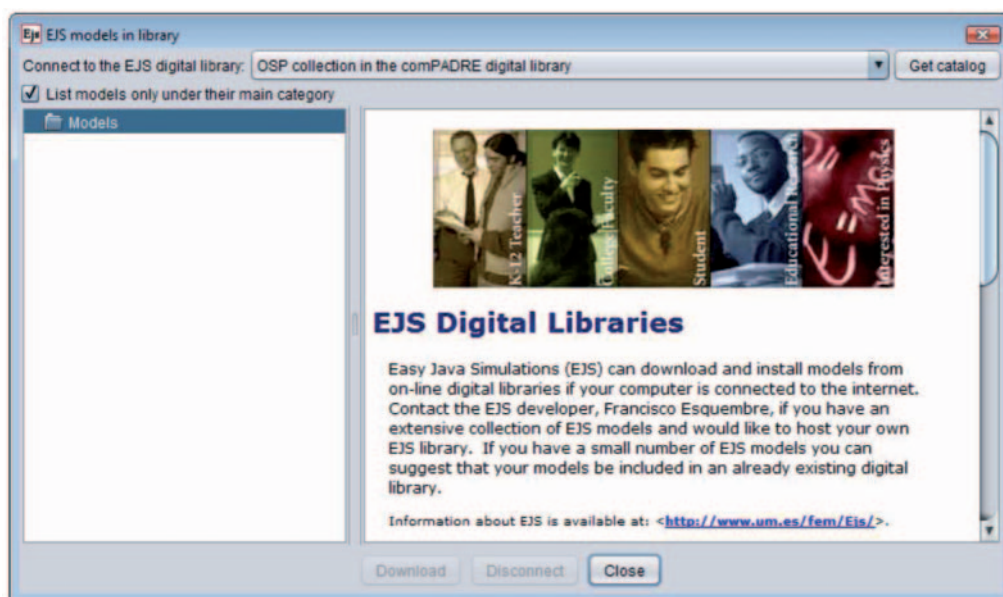 Ejs EJS models in library
Connect to the EJS digital library: OSP collection in the comPADRE digital library Get catalog
List models only under their main category
Models
K-12 Teacher
College Faculty
Student
Educational Research
Interested in Physics
E=mc
EJS Digital Libraries
Easy Java Simulations (EJS) can download and install models from
on-line digital libraries if your computer is connected to the internet.
Contact the EJS developer, Francisco Esquembre, if you have an
extensive collection of EJS models and would like to host your own
EJS library. If you have a small number of EJS models you can
suggest that your models be included in an already existing digital
library.
Information about EJS is available at: <http://www.um.es/fem/Ejs/>.
Download Disconnect Close